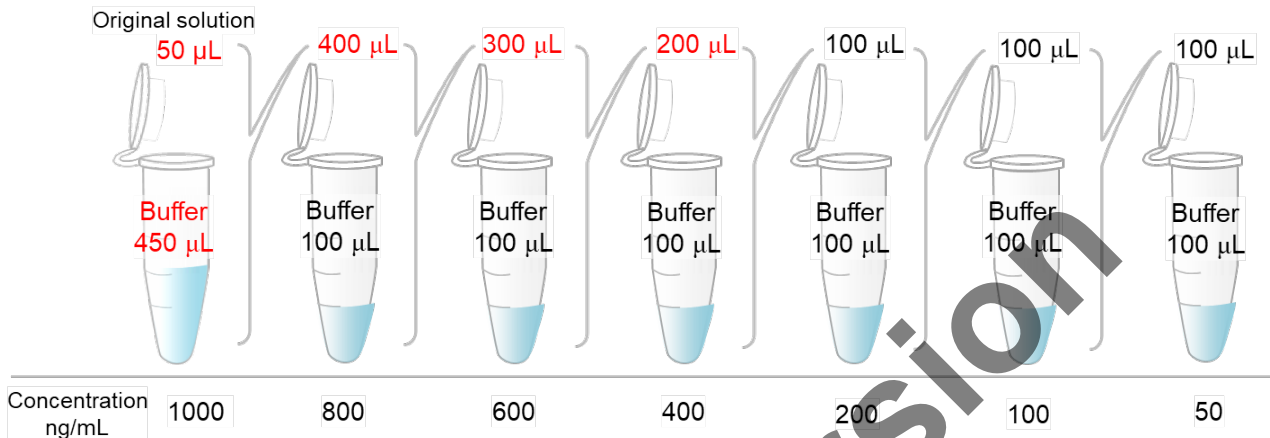 Original solution
50 μL
400 μL
300 μL
200 μL
100 μL
100 μL
100 μL
Buffer
450 μL
Buffer
100 μL
Buffer
100 μL
Buffer
100 μL
Buffer
100 μL
Buffer
100 μL
Buffer
100 μL
Concentration
ng/mL
1000
800
600
400
200
100
50
sion